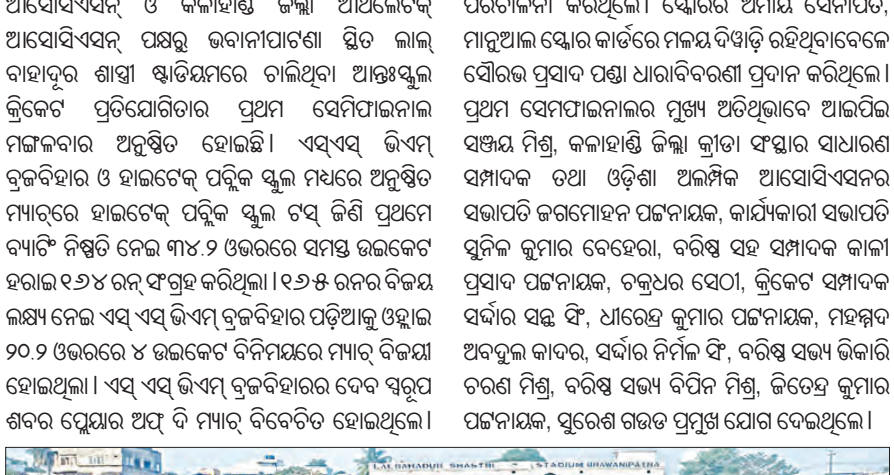 ଆସୋସିଏସନ୍ ଓ କଳାହାଣ୍ଡି ଜିଲ୍ଲା ଆଥଲେଟିକ୍
ଆସୋସିଏସନ୍ ପକ୍ଷରୁ ଭବାନୀପାଟଣା ସ୍ଥିତ ଲାଲ୍
ବାହାଦୂର ଶାସ୍ତ୍ରୀ ଷ୍ଟାଡିୟମରେ ଚାଲିଥିବା ଆନ୍ତଃସ୍କୁଲ
କ୍ରିକେଟ ପ୍ରତିଯୋଗିତାର ପ୍ରଥମ ସେମିଫାଇନାଲ
ମଙ୍ଗଳବାର ଅନୁଷ୍ଠିତ ହୋଇଛି। ଏସ୍ଏସ୍ ଭିଏମ୍
ବ୍ରଜବିହାର ଓ ହାଇଟେକ୍ ପବ୍ଲିକ ସ୍କୁଲ ମଧ୍ୟରେ ଅନୁଷ୍ଠିତ
ମ୍ୟାଚ୍‌ରେ ହାଇଟେକ୍ ପବ୍ଲିକ ସ୍କୁଲ ଟସ୍ ଜିଣି ପ୍ରଥମେ
ବ୍ୟାଟିଂ ନିଷ୍ପତି ନେଇ ୩୪.୨ ଓଭରରେ ସମସ୍ତ ଉଇକେଟ
ହରାଇ ୧୬୪ ରନ୍ ସଂଗ୍ରହ କରିଥିଲା।୧୬୫ ରନର ବିଜୟ
ଲକ୍ଷ୍ୟ ନେଇ ଏସ୍ ଏସ୍ ଭିଏମ୍ ବ୍ରଜବିହାର ପଡ଼ିଆକୁ ଓହ୍ଲାଇ
୨୦.୨ ଓଭରରେ ୪ ଉଇକେଟ ବିନିମୟରେ ମ୍ୟାଚ୍ ବିଜୟୀ
ହୋଇଥିଲା। ଏସ୍ ଏସ୍ ଭିଏମ୍ ବ୍ରଜବିହାରର ଦେବ ସ୍ୱରୂପ
ଶବର ପ୍ଲେୟାର ଅଫ୍ ଦି ମ୍ୟାଚ୍ ବିବେଚିତ ହୋଇଥିଲେ।
ପରିଚାଳନା କରିଥିଲେ। ସ୍କୋରର ଅମୀୟ ସେନାପତି,
ମାନୁଆଲ ସ୍କୋର କାର୍ଡରେ ମଳୟ ଦିୱାଡ଼ି ରହିଥିବାବେଳେ
ସୌରଭ ପ୍ରସାଦ ପଣ୍ଡା ଧାରାବିବରଣୀ ପ୍ରଦାନ କରିଥିଲେ।
ପ୍ରଥମ ସେମଫାଇନାଲର ମୁଖ୍ୟ ଅତିଥିଭାବେ ଆଇପିଇ
ସଞ୍ଜୟ ମିଶ୍ର, କଳାହାଣ୍ଡି ଜିଲ୍ଲା କ୍ରୀଡା ସଂସ୍ଥାର ସାଧାରଣ
ସମ୍ପାଦକ ତଥା ଓଡ଼ିଶା ଅଲମ୍ପିକ ଆସୋସିଏସନର
ସଭାପତି ଜଗମୋହନ ପଟ୍ଟନାୟକ, କାର୍ଯ୍ୟକାରୀ ସଭାପତି
ସୁନିଳ କୁମାର ବେହେରା, ବରିଷ୍ଠ ସହ ସମ୍ପାଦକ କାଳୀ
ପ୍ରସାଦ ପଟ୍ଟନାୟକ, ଚକ୍ରଧର ସେଠୀ, କ୍ରିକେଟ ସମ୍ପାଦକ
ସର୍ଦ୍ଦାର ସଛ ସିଂ, ଧୀରେନ୍ଦ୍ର କୁମାର ପଟ୍ଟନାୟକ, ମହମ୍ମଦ
ଅବଦୁଲ କାଦର, ସର୍ଦ୍ଦାର ନିର୍ମଳ ସିଂ, ବରିଷ୍ଠ ସଭ୍ୟ ଭିକାରି
ଚରଣ ମିଶ୍ର, ବରିଷ୍ଠ ସଭ୍ୟ ବିପିନ ମିଶ୍ର, ଜିତେନ୍ଦ୍ର କୁମାର
ପଟ୍ଟନାୟକ, ସୁରେଶ ଗଉଡ ପ୍ରମୁଖ ଯୋଗ ଦେଇଥିଲେ।
LAL BAHADUR SHASTRI STADIUM BHAWANIPATNA